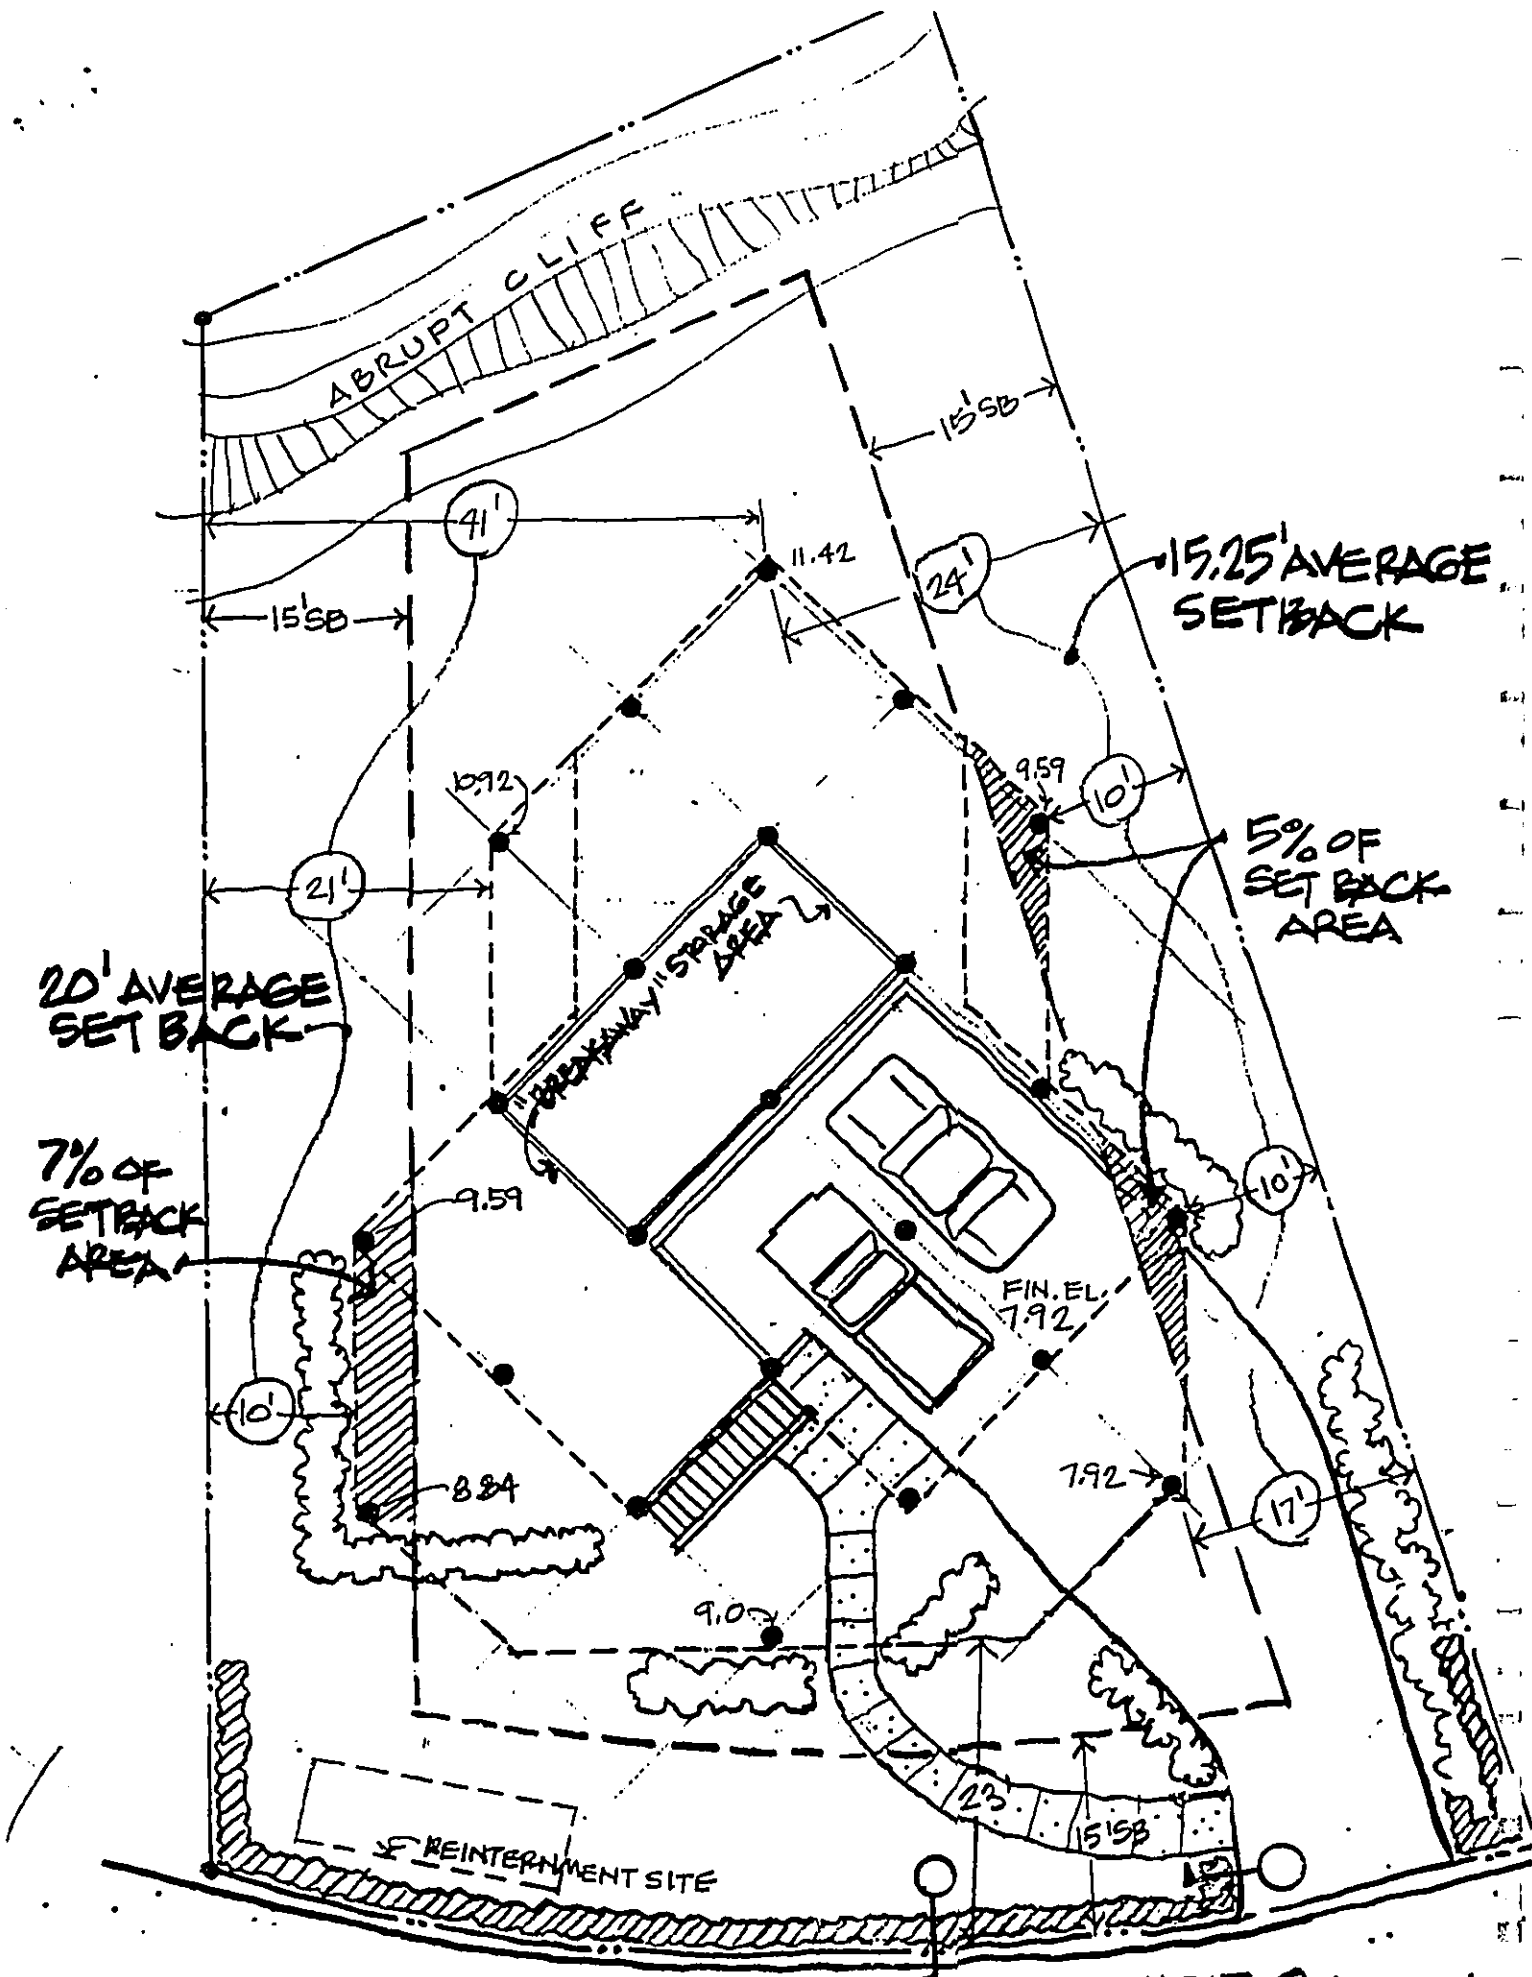 ABRUPT CLIFF
15' SB
41'
11.42
24'
15.25' AVERAGE
SETBACK
15' SB
10.92
9.59
10'
5% OF
SET BACK
AREA
21'
"BREAKAWAY" STORAGE
AREA
20' AVERAGE
SET BACK
7% OF
SETBACK
AREA
9.59
10'
FIN. EL.
7.92
10'
8.84
7.92
17'
9.0
23
15' SB
REINTERNMENT SITE